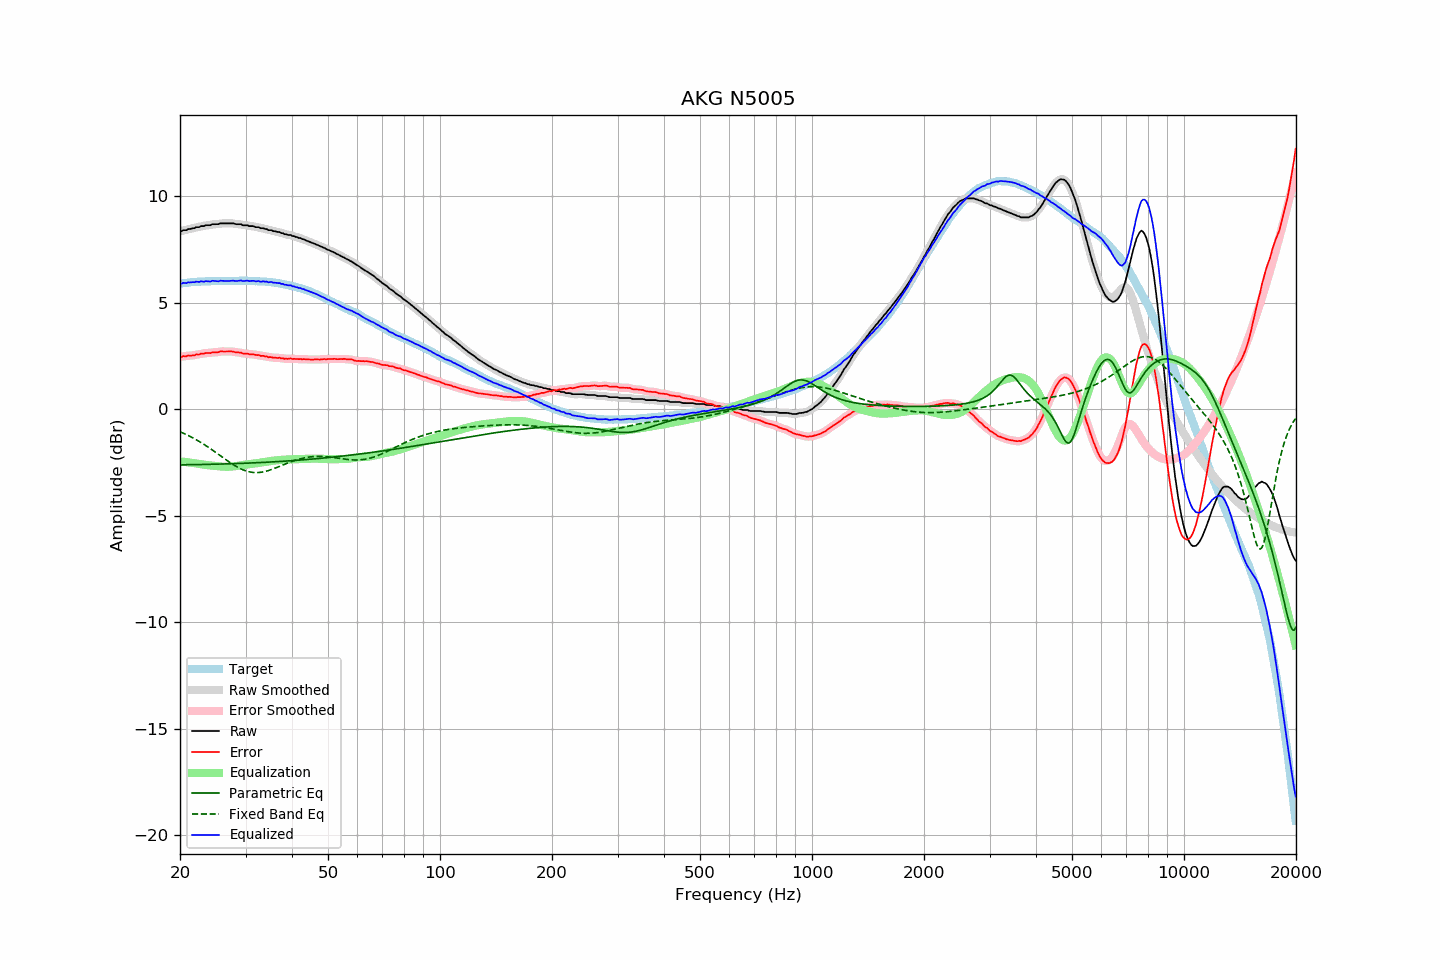 AKG N5005
Amplitude (dBr)
10
5
0
−5
−10
−15
−20
Target
Raw Smoothed
Error Smoothed
Raw
Error
Equalization
Parametric Eq
Fixed Band Eq
Equalized
20
50
100
200
500
1000
2000
5000
10000
20000
Frequency (Hz)